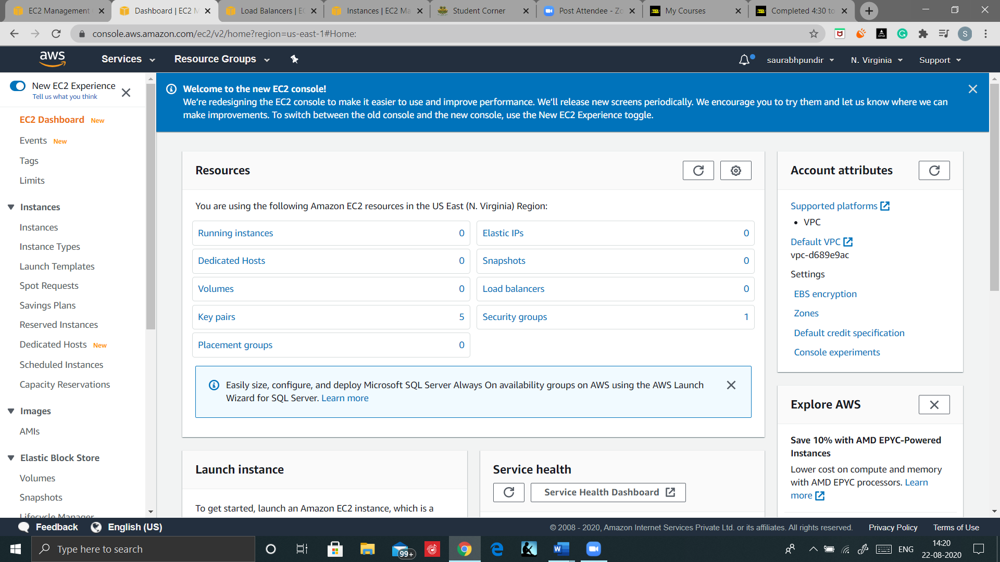 EC2 Management
Dashboard | EC2 M
Load Balancers | EC
Instances | EC2 Ma
Student Corner
Post Attendee - Zo
My Courses
Completed 4:30 to
console.aws.amazon.com/ec2/v2/home?region=us-east-1#Home:
S
aws
Services
Resource Groups
saurabhpundir
N. Virginia
Support
New EC2 Experience
Tell us what you think
EC2 Dashboard New
Events New
Tags
Limits
Instances
Instances
Instance Types
Launch Templates
Spot Requests
Savings Plans
Reserved Instances
Dedicated Hosts New
Scheduled Instances
Capacity Reservations
Images
AMIs
Elastic Block Store
Volumes
Snapshots
Lifecycle Manager
Welcome to the new EC2 console!
We're redesigning the EC2 console to make it easier to use and improve performance. We'll release new screens periodically. We encourage you to try them and let us know where we can
make improvements. To switch between the old console and the new console, use the New EC2 Experience toggle.
Resources
You are using the following Amazon EC2 resources in the US East (N. Virginia) Region:
Running instances 0
Elastic IPs 0
Dedicated Hosts 0
Snapshots 0
Volumes 0
Load balancers 0
Key pairs 5
Security groups 1
Placement groups 0
Easily size, configure, and deploy Microsoft SQL Server Always On availability groups on AWS using the AWS Launch
Wizard for SQL Server. Learn more
Launch instance
To get started, launch an Amazon EC2 instance, which is a
Service health
Service Health Dashboard
Account attributes
Supported platforms
• VPC
Default VPC
vpc-d689e9ac
Settings
EBS encryption
Zones
Default credit specification
Console experiments
Explore AWS
Save 10% with AMD EPYC-Powered
Instances
Lower cost on compute and memory
with AMD EPYC processors. Learn
more
Feedback
English (US)
© 2008 - 2020, Amazon Internet Services Private Ltd. or its affiliates. All rights reserved.
Privacy Policy
Terms of Use
Type here to search
99+
ENG
14:20
22-08-2020